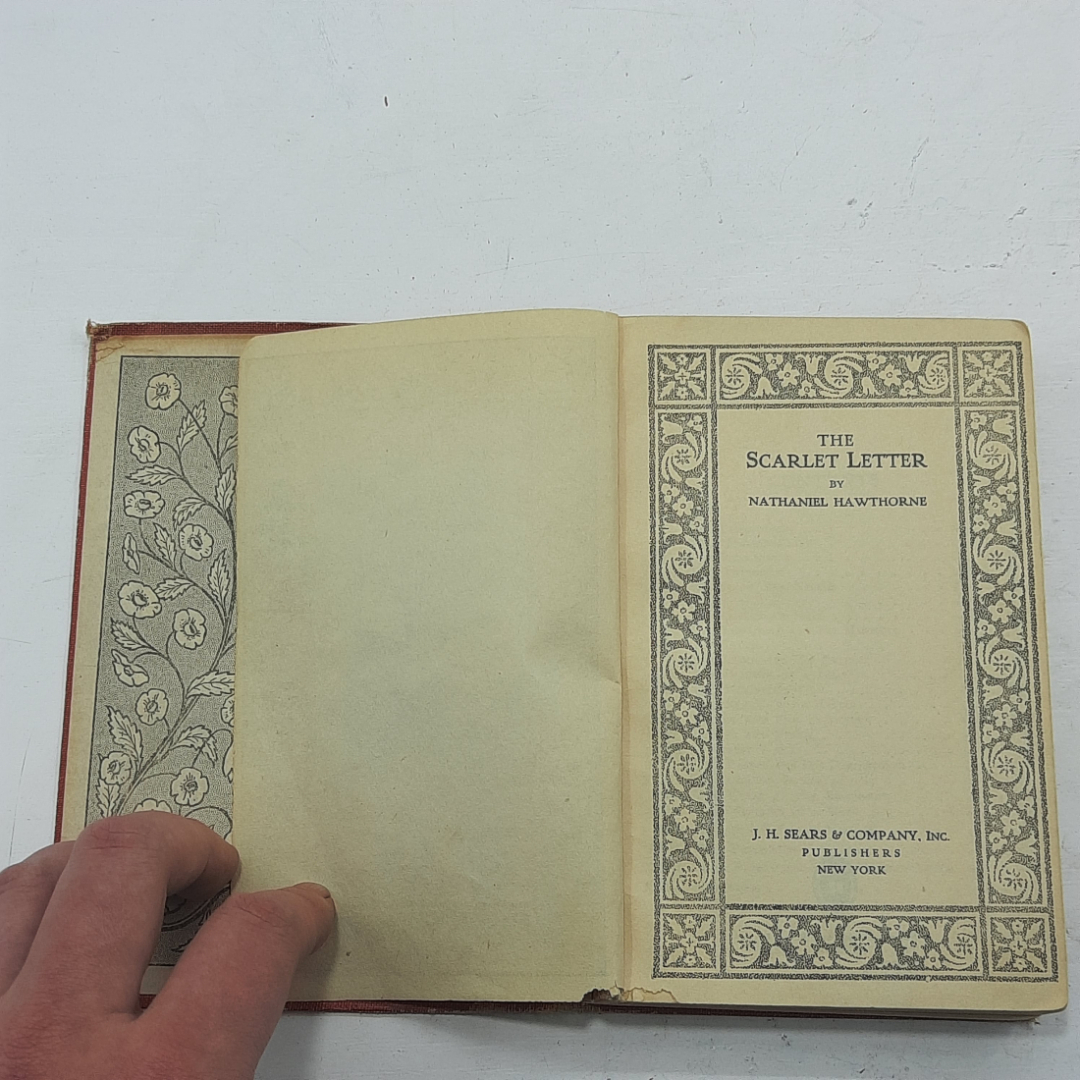 THE
SCARLET LETTER
BY
NATHANIEL HAWTHORNE
J. H. SEARS & COMPANY, INC.
PUBLISHERS
NEW YORK